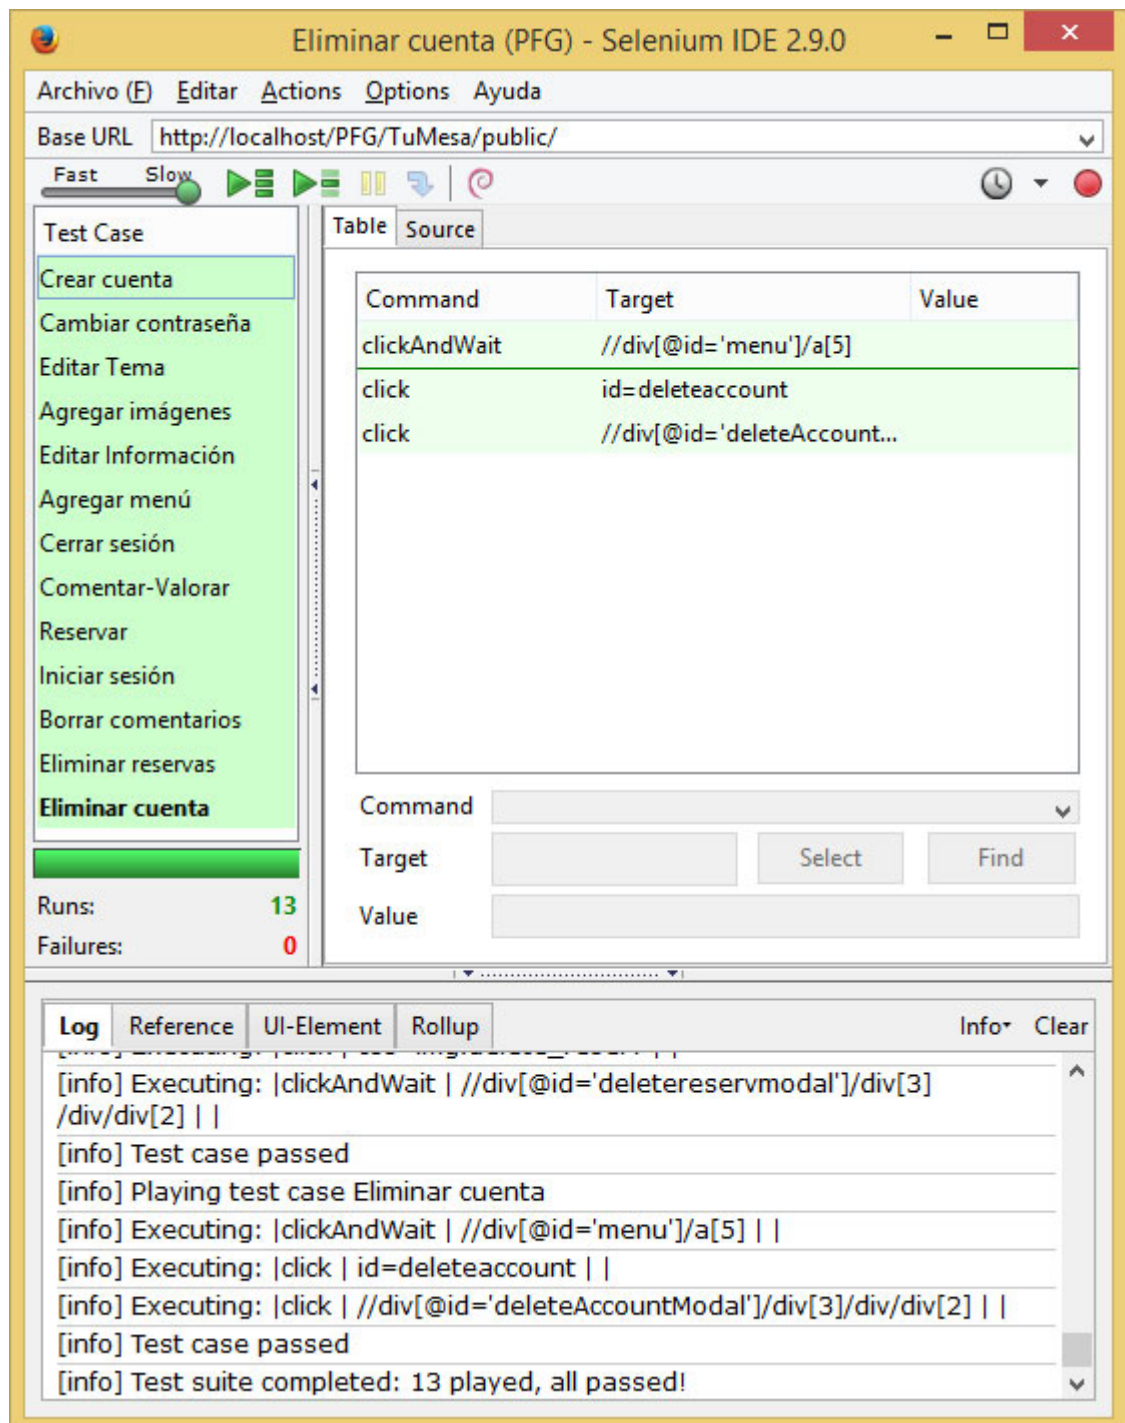 Eliminar cuenta (PFG) - Selenium IDE 2.9.0
Archivo (F) Editar Actions Options Ayuda
Base URL http://localhost/PFG/TuMesa/public/
Fast Slow
Test Case
Crear cuenta
Cambiar contraseña
Editar Tema
Agregar imágenes
Editar Información
Agregar menú
Cerrar sesión
Comentar-Valorar
Reservar
Iniciar sesión
Borrar comentarios
Eliminar reservas
Eliminar cuenta
Runs: 13
Failures: 0
Table Source
Command Target Value
clickAndWait //div[@id='menu']/a[5]
click id=deleteaccount
click //div[@id='deleteAccount...
Command
Target Select Find
Value
Log Reference UI-Element Rollup Info Clear
[info] Executing: |clickAndWait | //div[@id='deletereservmodal']/div[3]
/div/div[2] | |
[info] Test case passed
[info] Playing test case Eliminar cuenta
[info] Executing: |clickAndWait | //div[@id='menu']/a[5] | |
[info] Executing: |click | id=deleteaccount | |
[info] Executing: |click | //div[@id='deleteAccountModal']/div[3]/div/div[2] | |
[info] Test case passed
[info] Test suite completed: 13 played, all passed!